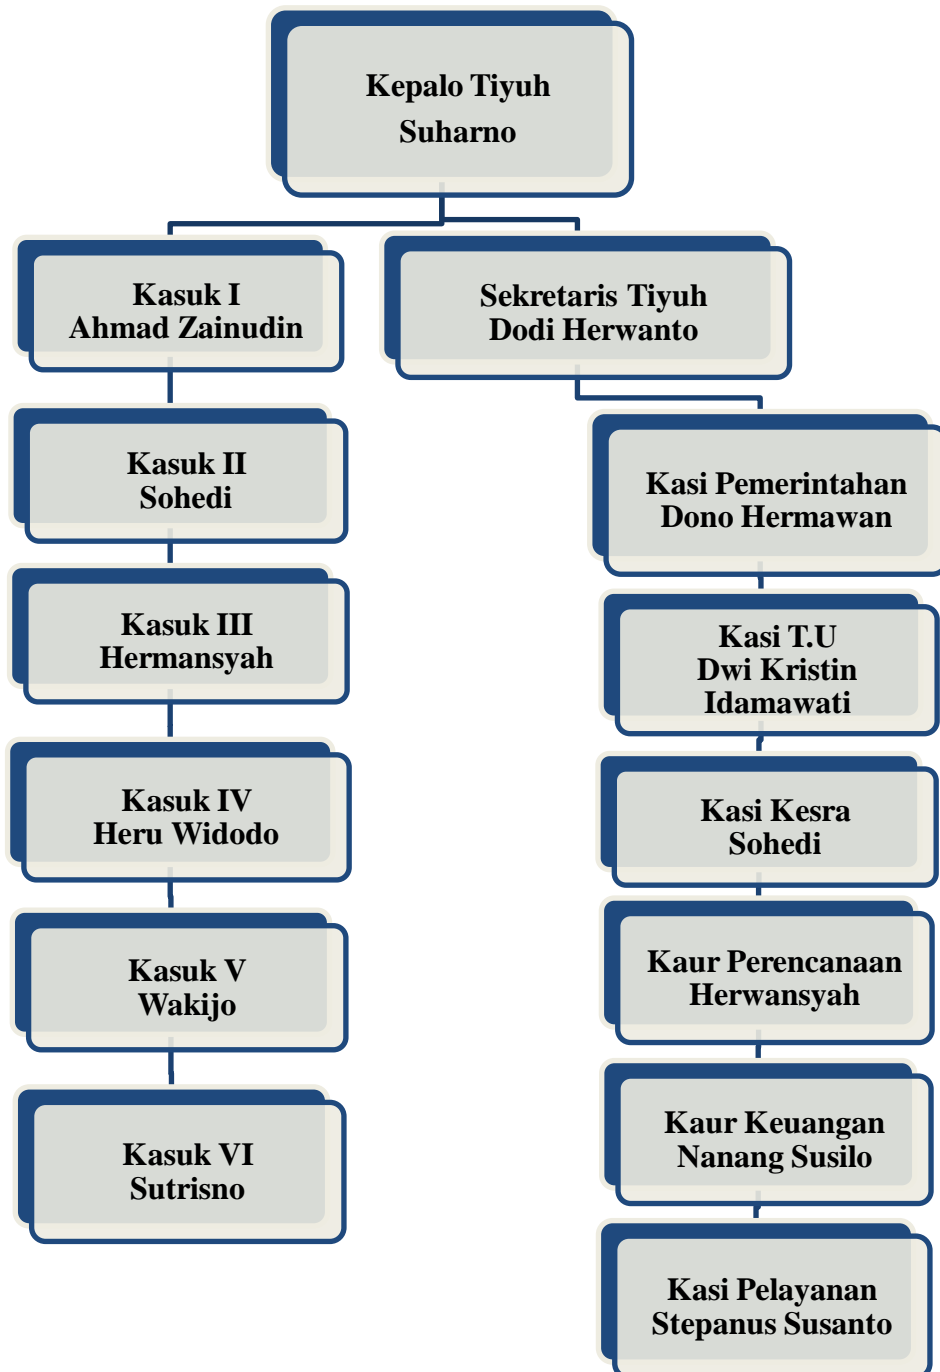 Kepalo Tiyuh
Suharno
Kasuk I
Ahmad Zainudin
Sekretaris Tiyuh
Dodi Herwanto
Kasuk II
Sohedi
Kasi Pemerintahan
Dono Hermawan
Kasuk III
Hermansyah
Kasi T.U
Dwi Kristin
Idamawati
Kasuk IV
Heru Widodo
Kasi Kesra
Sohedi
Kasuk V
Wakijo
Kaur Perencanaan
Herwansyah
Kasuk VI
Sutrisno
Kaur Keuangan
Nanang Susilo
Kasi Pelayanan
Stepanus Susanto